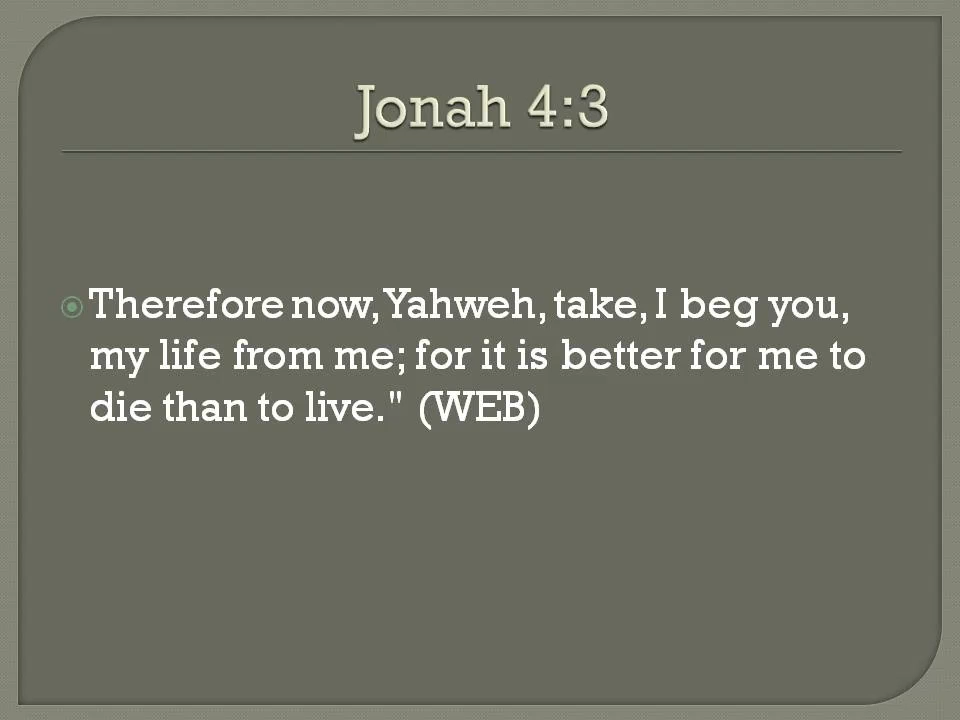 Jonah 4:3
Therefore now, Yahweh, take, I beg you,
my life from me; for it is better for me to
die than to live." (WEB)